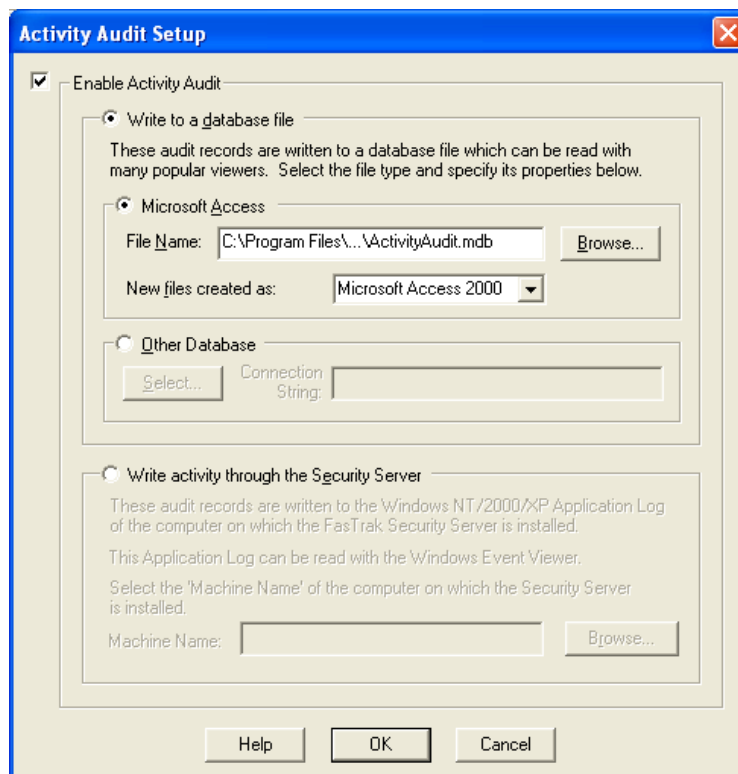 Activity Audit Setup
Enable Activity Audit
Write to a database file
These audit records are written to a database file which can be read with
many popular viewers. Select the file type and specify its properties below.
Microsoft Access
File Name: C:\Program Files\...\ActivityAudit.mdb Browse...
New files created as: Microsoft Access 2000
Other Database
Select... Connection
String:
Write activity through the Security Server
These audit records are written to the Windows NT/2000/XP Application Log
of the computer on which the FasTrak Security Server is installed.
This Application Log can be read with the Windows Event Viewer.
Select the 'Machine Name' of the computer on which the Security Server
is installed.
Machine Name: Browse...
Help OK Cancel